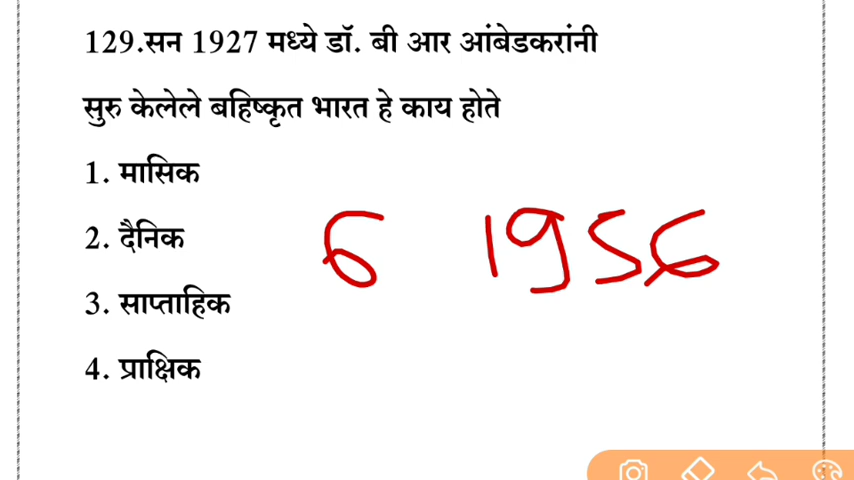 129.सन 1927 मध्ये डॉ. बी आर आंबेडकरांनी
सुरु केलेले बहिष्कृत भारत हे काय होते
1. मासिक
2. दैनिक
3. साप्ताहिक
4. प्राक्षिक
6 1956